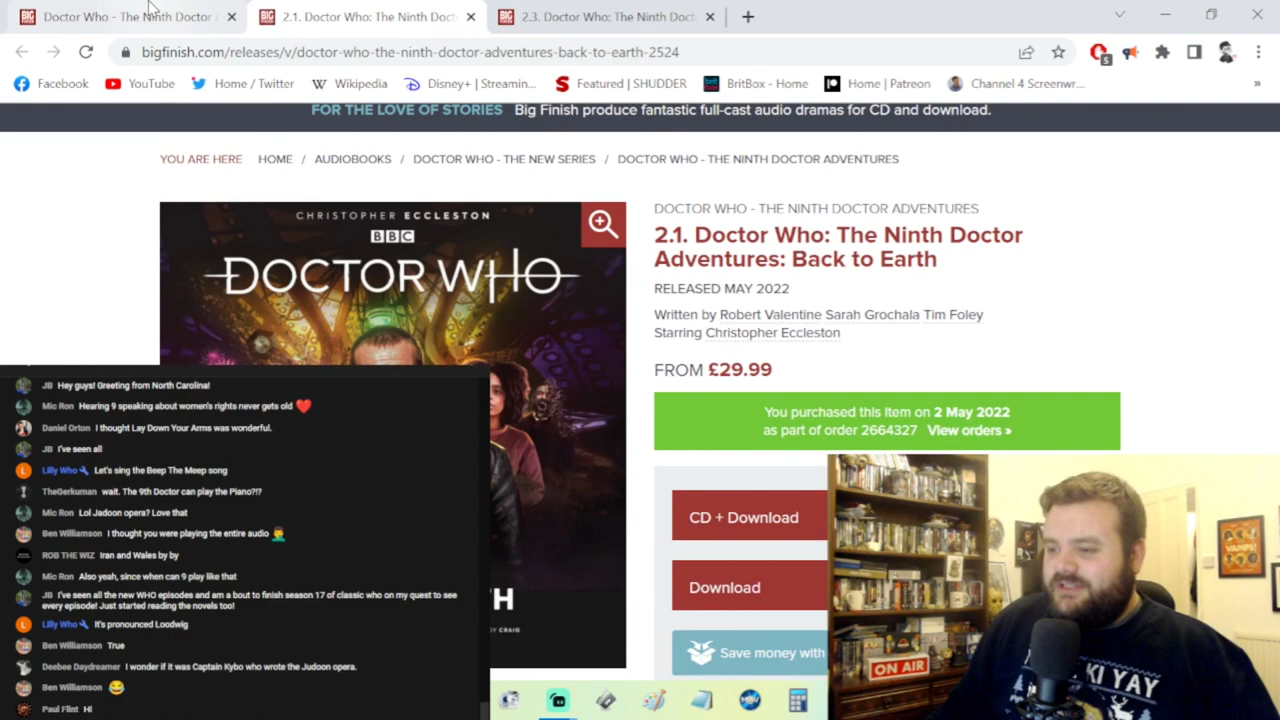 Doctor Who - The Ninth Doctor
2.1. Doctor Who: The Ninth Doct
2.3. Doctor Who: The Ninth Doct
bigfinish.com/releases/v/doctor-who-the-ninth-doctor-adventures-back-to-earth-2524
5
Facebook
YouTube
Home / Twitter
Wikipedia
Disney+ | Streamin...
Featured | SHUDDER
BritBox - Home
Home | Patreon
Channel 4 Screenwr...
»
FOR THE LOVE OF STORIES Big Finish produce fantastic full-cast audio dramas for CD and download.
YOU ARE HERE HOME / AUDIOBOOKS / DOCTOR WHO - THE NEW SERIES / DOCTOR WHO - THE NINTH DOCTOR ADVENTURES
CHRISTOPHER ECCLESTON
BBC
DOCTOR WHO
TH
DY CRAIG
DOCTOR WHO - THE NINTH DOCTOR ADVENTURES
2.1. Doctor Who: The Ninth Doctor
Adventures: Back to Earth
RELEASED MAY 2022
Written by Robert Valentine Sarah Grochala Tim Foley
Starring Christopher Eccleston
FROM £29.99
You purchased this item on 2 May 2022
as part of order 2664327 View orders »
CD + Download
Download
Save money with
JB Hey guys! Greeting from North Carolina!
Mic Ron Hearing 9 speaking about women's rights never gets old ❤️
Daniel Orton I thought Lay Down Your Arms was wonderful.
JB I've seen all
L Lilly Who Let's sing the Beep The Meep song
TheGerkuman wait. The 9th Doctor can play the Piano?!?
Mic Ron Lol Jadoon opera? Love that
Ben Williamson I thought you were playing the entire audio 🤦‍♂️
ROB THE WIZ Iran and Wales by by
Mic Ron Also yeah, since when can 9 play like that
JB I've seen all the new WHO episodes and am a bout to finish season 17 of classic who on my quest to see
every episode! Just started reading the novels too!
L Lilly Who It's pronounced Loodwig
Ben Williamson True
Deebee Daydreamer I wonder if it was Captain Kybo who wrote the Judoon opera.
Ben Williamson 😂
Paul Flint Hi
ON AIR
VAMPS!
KI YAY